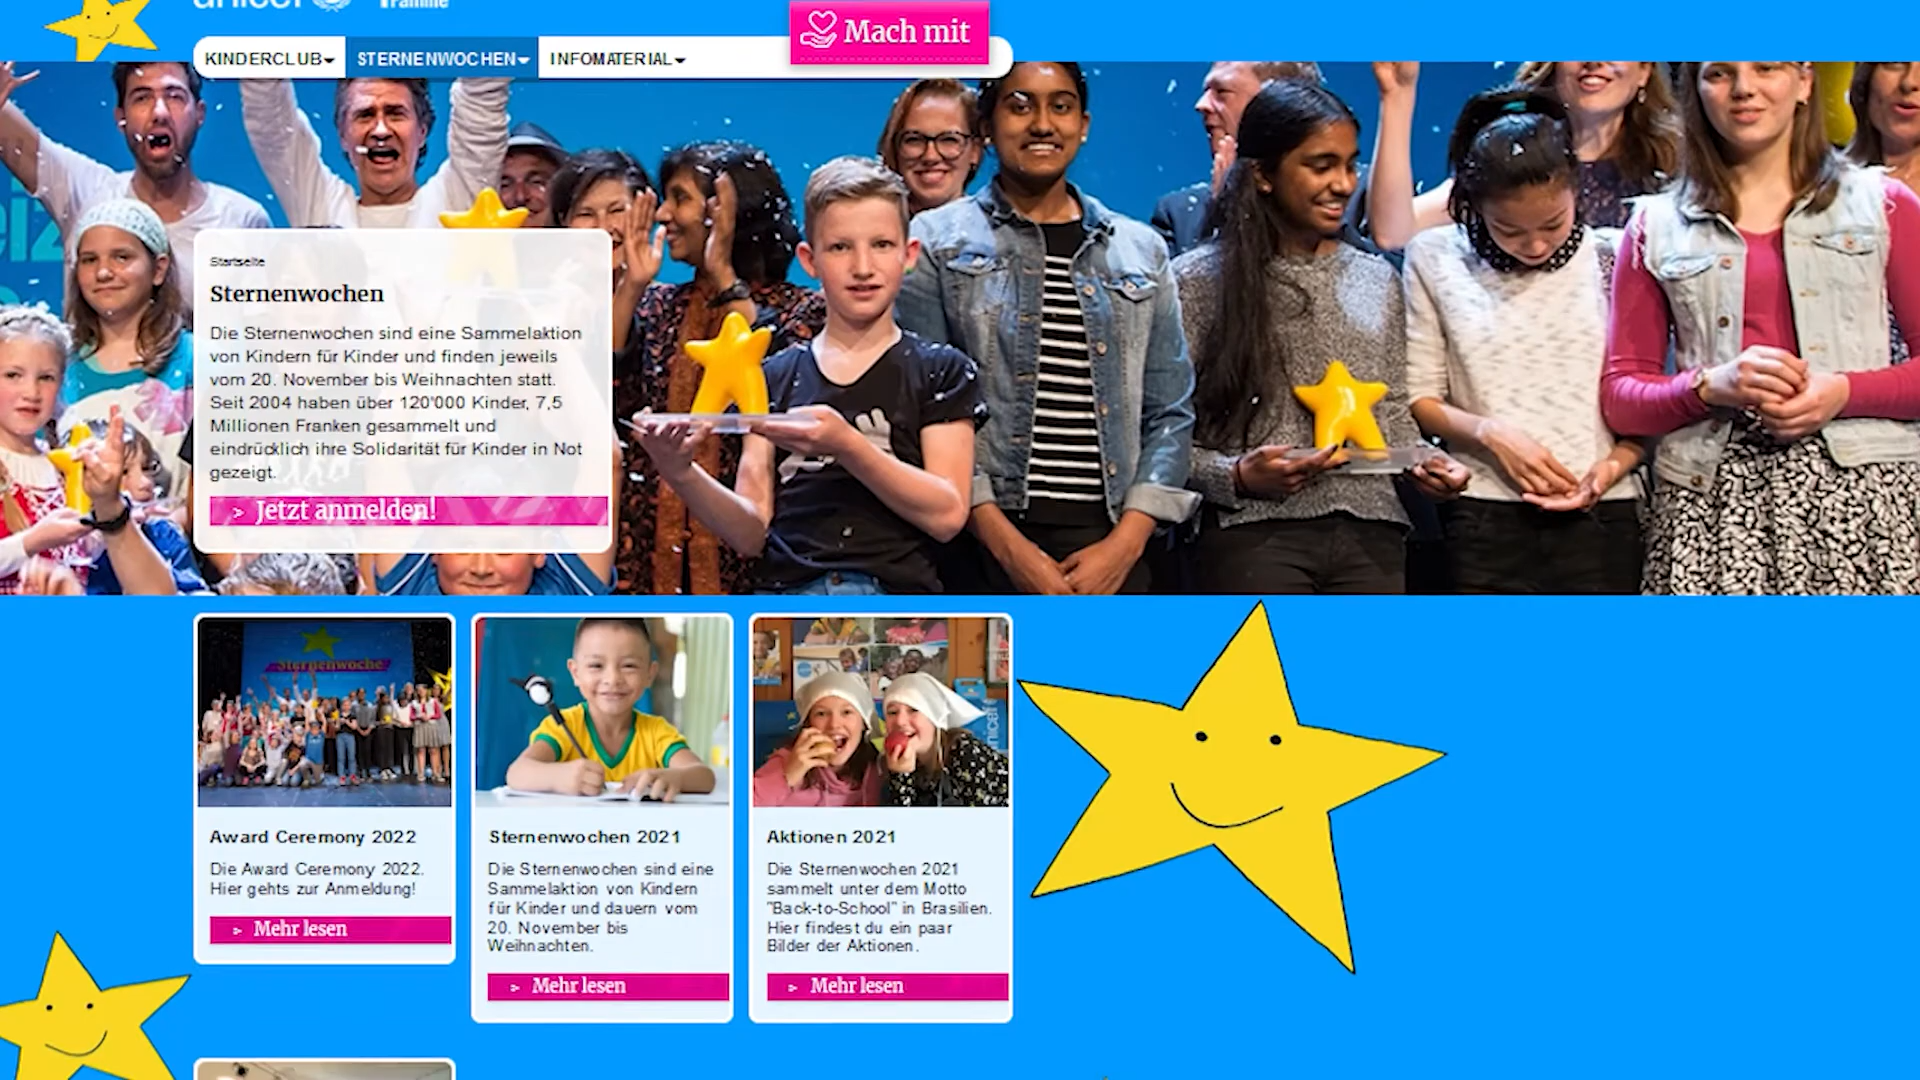 unicef
Familie
Mach mit
KINDERCLUB
STERNENWOCHEN
INFOMATERIAL
Startseite
Sternenwochen
Die Sternenwochen sind eine Sammelaktion
von Kindern für Kinder und finden jeweils
vom 20. November bis Weihnachten statt.
Seit 2004 haben über 120'000 Kinder, 7,5
Millionen Franken gesammelt und
eindrücklich ihre Solidarität für Kinder in Not
gezeigt.
> Jetzt anmelden!
Sternenwoche
unicef
Award Ceremony 2022
Die Award Ceremony 2022.
Hier gehts zur Anmeldung!
> Mehr lesen
Sternenwochen 2021
Die Sternenwochen sind eine
Sammelaktion von Kindern
für Kinder und dauern vom
20. November bis
Weihnachten.
> Mehr lesen
Aktionen 2021
Die Sternenwochen 2021
sammelt unter dem Motto
"Back-to-School" in Brasilien.
Hier findest du ein paar
Bilder der Aktionen.
> Mehr lesen